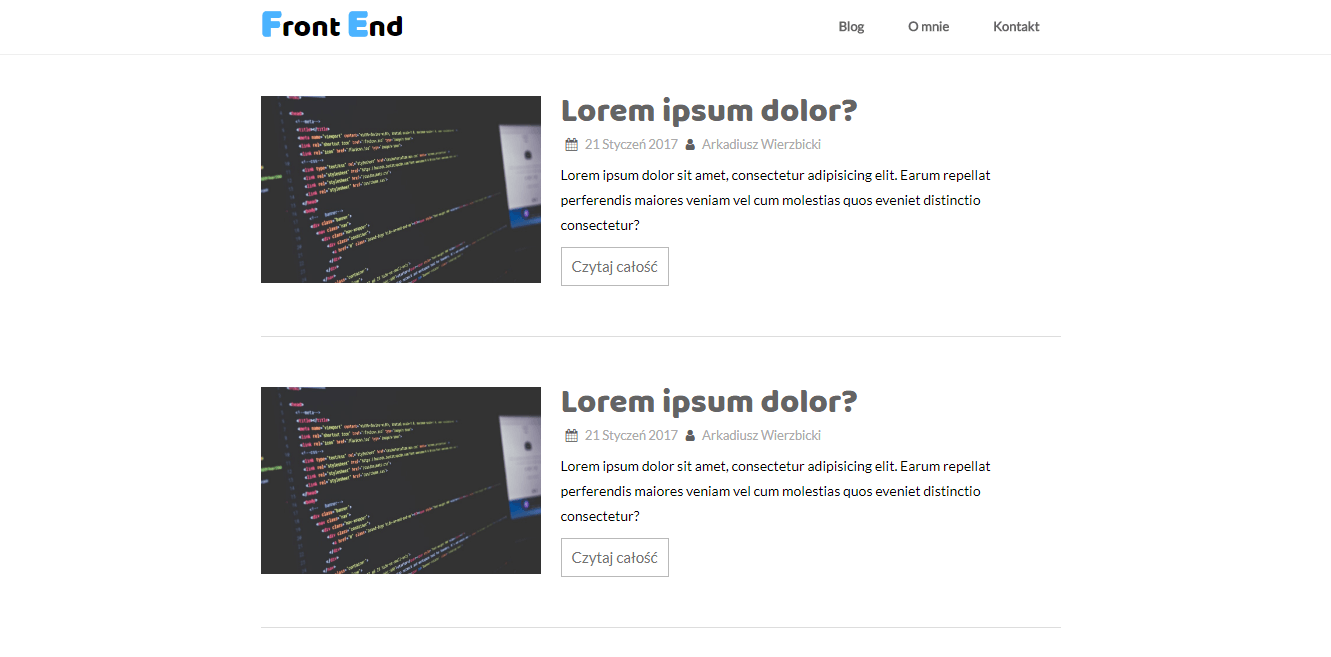 Front End
Blog
O mnie
Kontakt
Lorem ipsum dolor?
21 Styczeń 2017 Arkadiusz Wierzbicki
Lorem ipsum dolor sit amet, consectetur adipisicing elit. Earum repellat
perferendis maiores veniam vel cum molestias quos eveniet distinctio
consectetur?
Czytaj całość
Lorem ipsum dolor?
21 Styczeń 2017 Arkadiusz Wierzbicki
Lorem ipsum dolor sit amet, consectetur adipisicing elit. Earum repellat
perferendis maiores veniam vel cum molestias quos eveniet distinctio
consectetur?
Czytaj całość